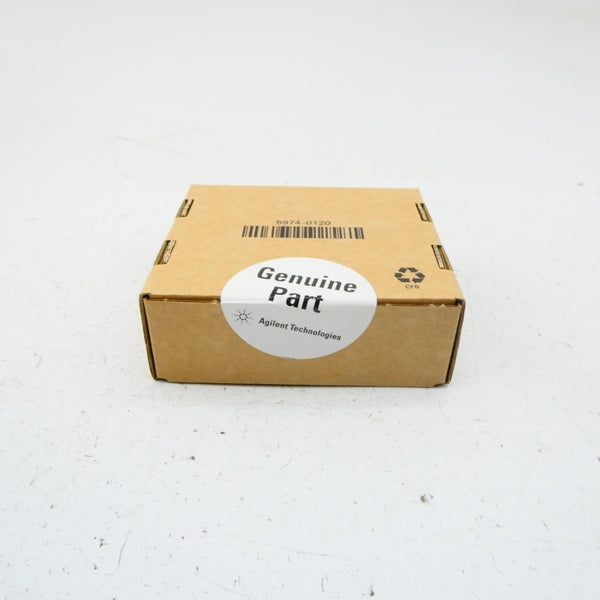 5974-0120
Genuine
Part
Agilent Technologies
CFB